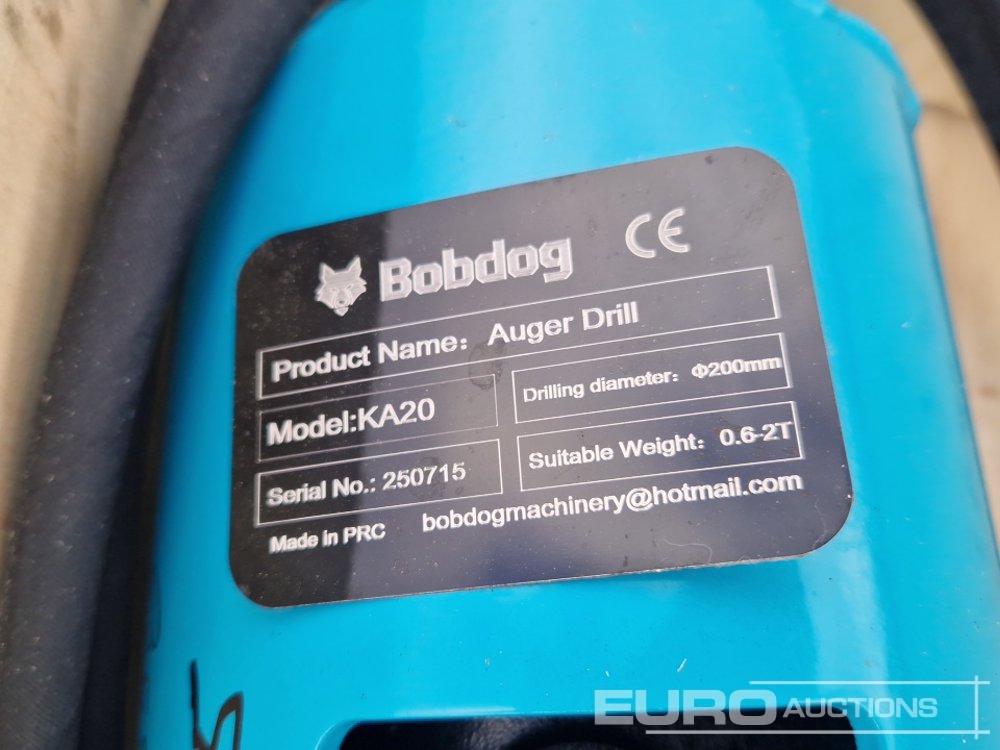 Bobdog CE
Product Name: Auger Drill
Model:KA20
Drilling diameter: Φ200mm
Serial No.: 250715
Suitable Weight: 0.6-2T
Made in PRC
bobdogmachinery@hotmail.com
EURO AUCTIONS